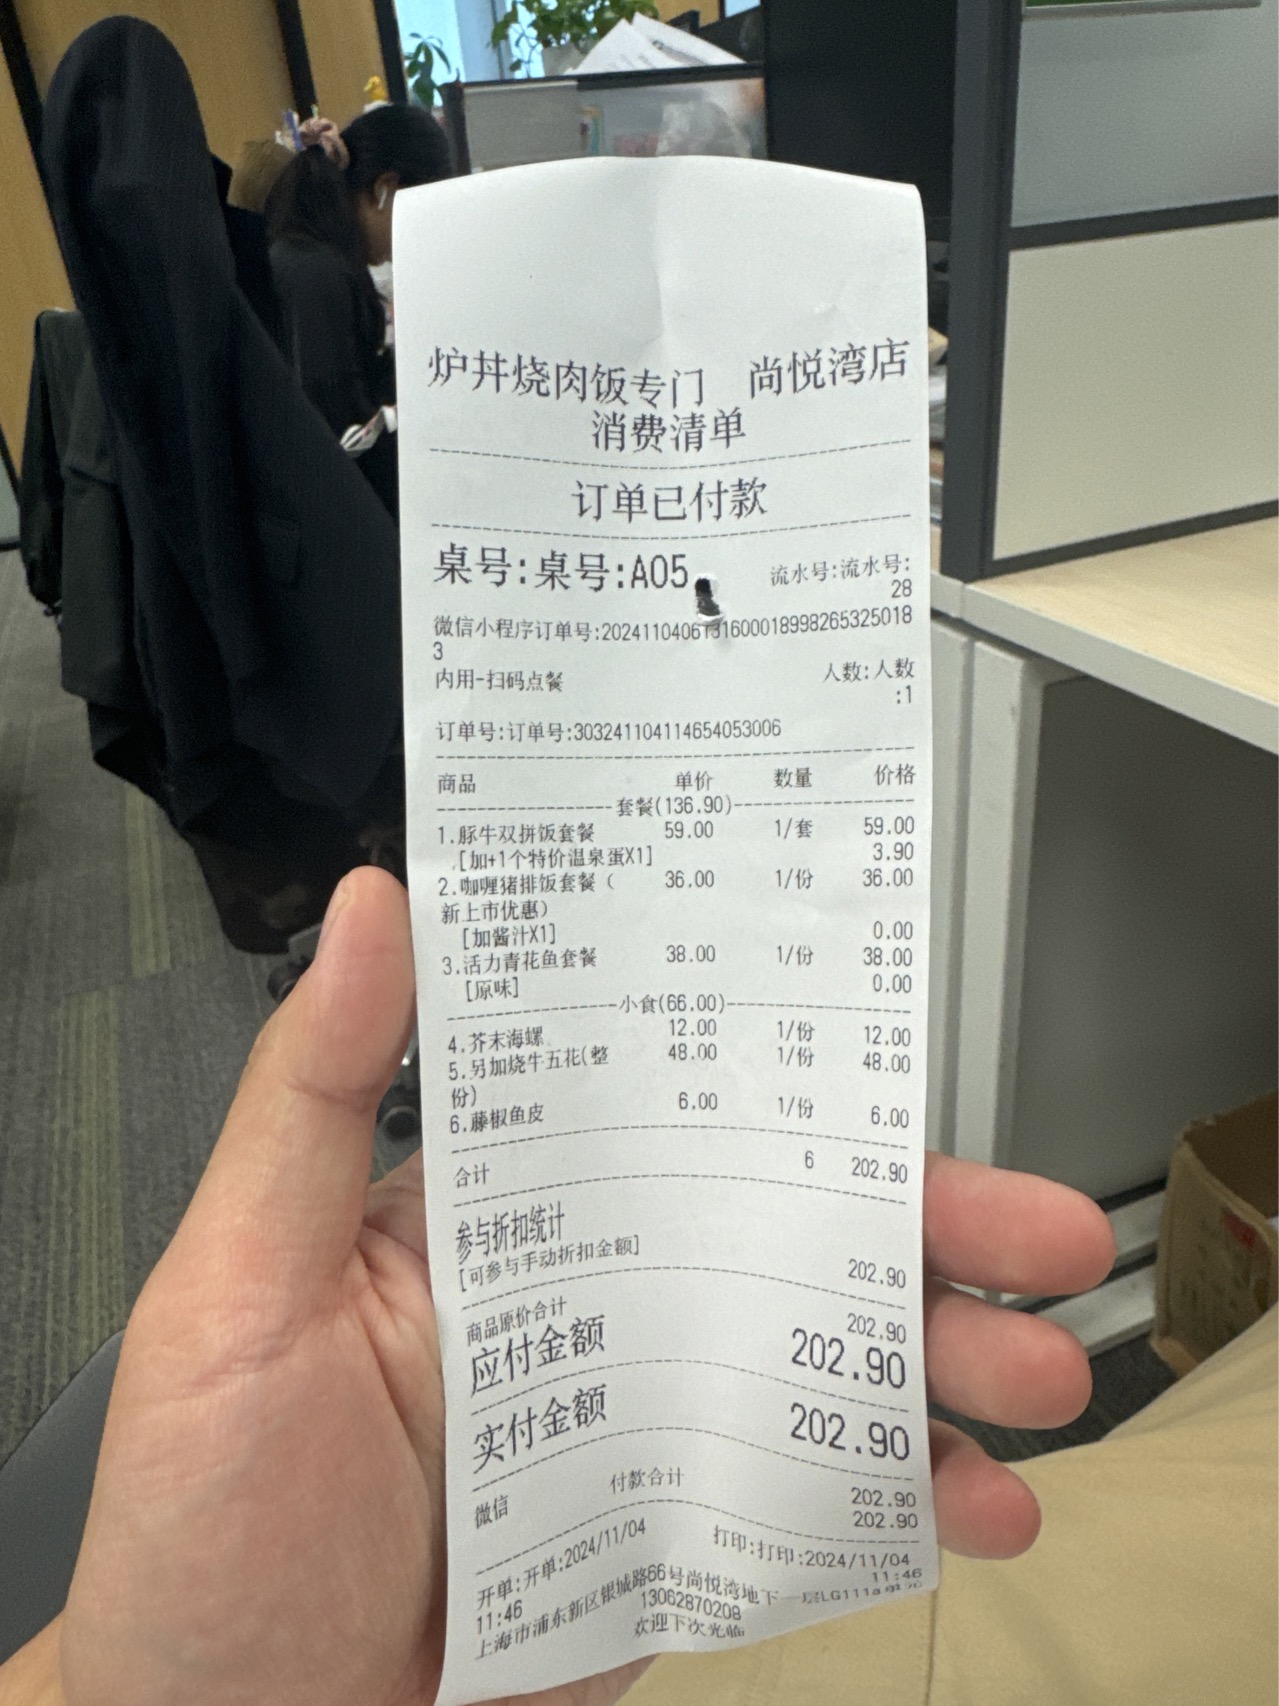 炉丼烧肉饭专门 尚悦湾店
消费清单
订单已付款
桌号:桌号:A05 流水号:流水号:
28
微信小程序订单号:2024110406131600018998265325018
3
内用-扫码点餐 人数:人数
:1
订单号:订单号:303241104114654053006
商品 单价 数量 价格
套餐(136.90)
1.豚牛双拼饭套餐 59.00 1/套 59.00
[加+1个特价温泉蛋X1] 3.90
2.咖喱猪排饭套餐( 36.00 1/份 36.00
新上市优惠)
[加酱汁X1] 0.00
3.活力青花鱼套餐 38.00 1/份 38.00
[原味] 0.00
小食(66.00)
4.芥末海螺 12.00 1/份 12.00
5.另加烧牛五花(整 48.00 1/份 48.00
份)
6.藤椒鱼皮 6.00 1/份 6.00
合计 6 202.90
参与折扣统计
[可参与手动折扣金额] 202.90
商品原价合计 202.90
应付金额 202.90
实付金额 202.90
付款合计 202.90
微信 202.90
开单:开单:2024/11/04 打印:打印:2024/11/04
11:46 11:46
上海市浦东新区银城路66号尚悦湾地下一层LG111a单元
13062870208
欢迎下次光临